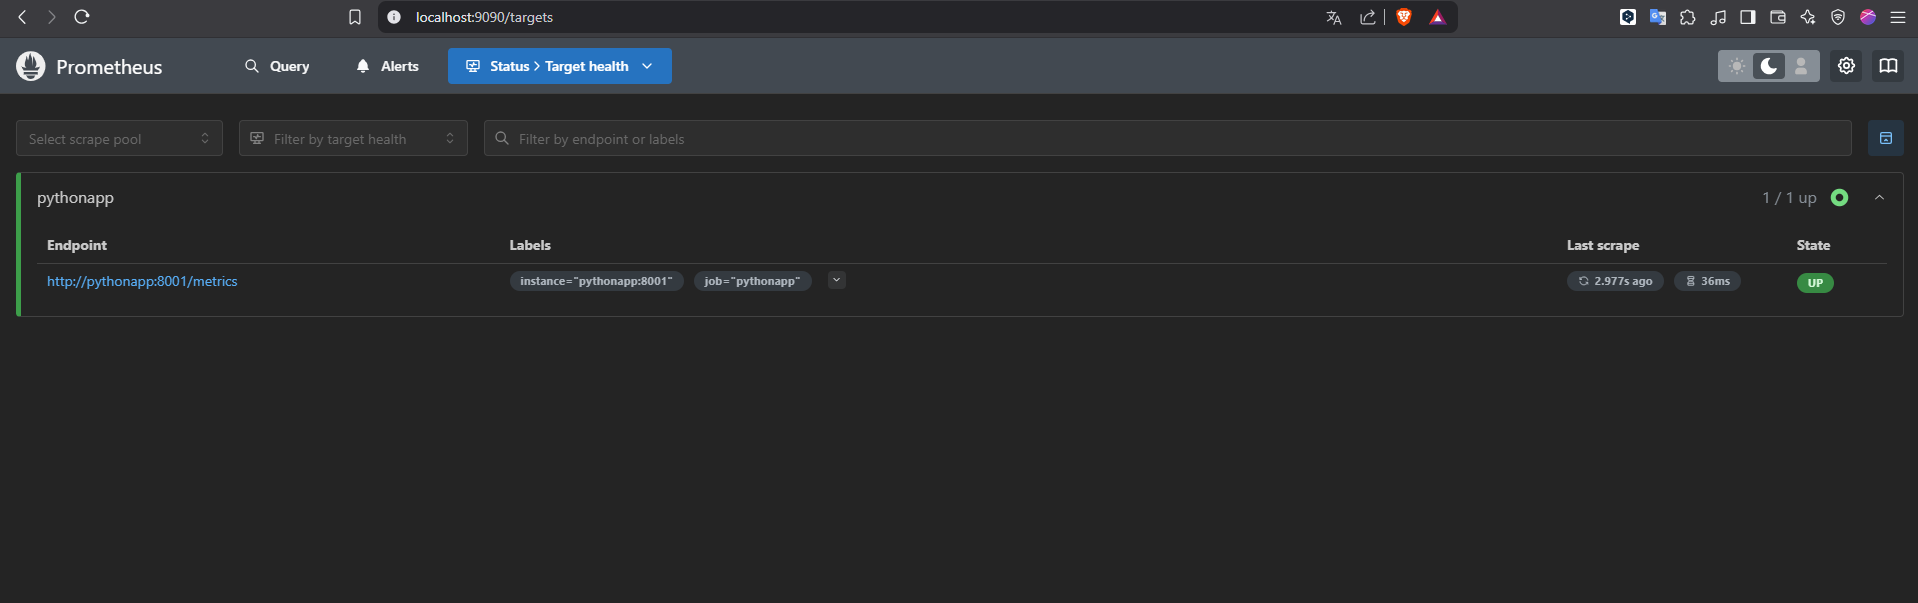 localhost:9090/targets
Prometheus
Query
Alerts
Status > Target health
Select scrape pool
Filter by target health
Filter by endpoint or labels
pythonapp
1 / 1 up
Endpoint Labels Last scrape State
http://pythonapp:8001/metrics instance="pythonapp:8001" job="pythonapp" 2.977s ago 36ms UP